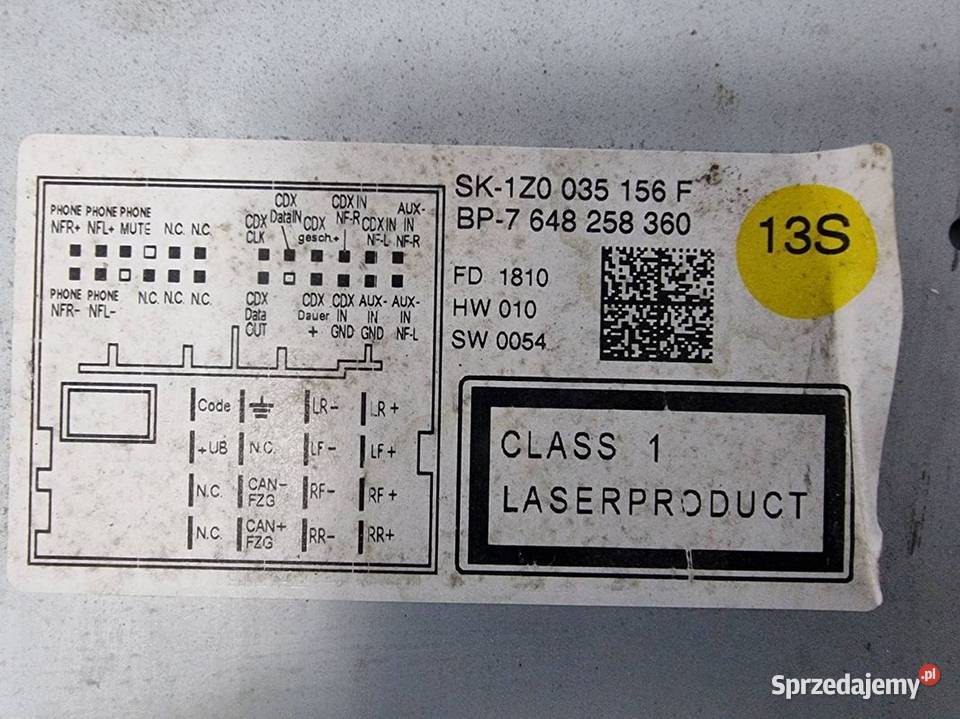 SK-1Z0 035 156 F
BP-7 648 258 360
13S
FD 1810
HW 010
SW 0054
CLASS 1
LASERPRODUCT
PHONE NFR+
PHONE NFL+
PHONE MUTE
N.C.
N.C.
CDX CLK
CDX DataIN
CDX gesch.+
CDX IN NF-R
CDX IN NF-L
AUX-IN NF-R
PHONE NFR-
PHONE NFL-
N.C.
N.C.
N.C.
CDX Data OUT
CDX Dauer +
CDX IN GND
AUX-IN GND
AUX-IN NF-L
Code LR- LR+
+UB N.C. LF- LF+
N.C. CAN- FZG RF- RF+
N.C. CAN+ FZG RR- RR+
Sprzedajemy.pl